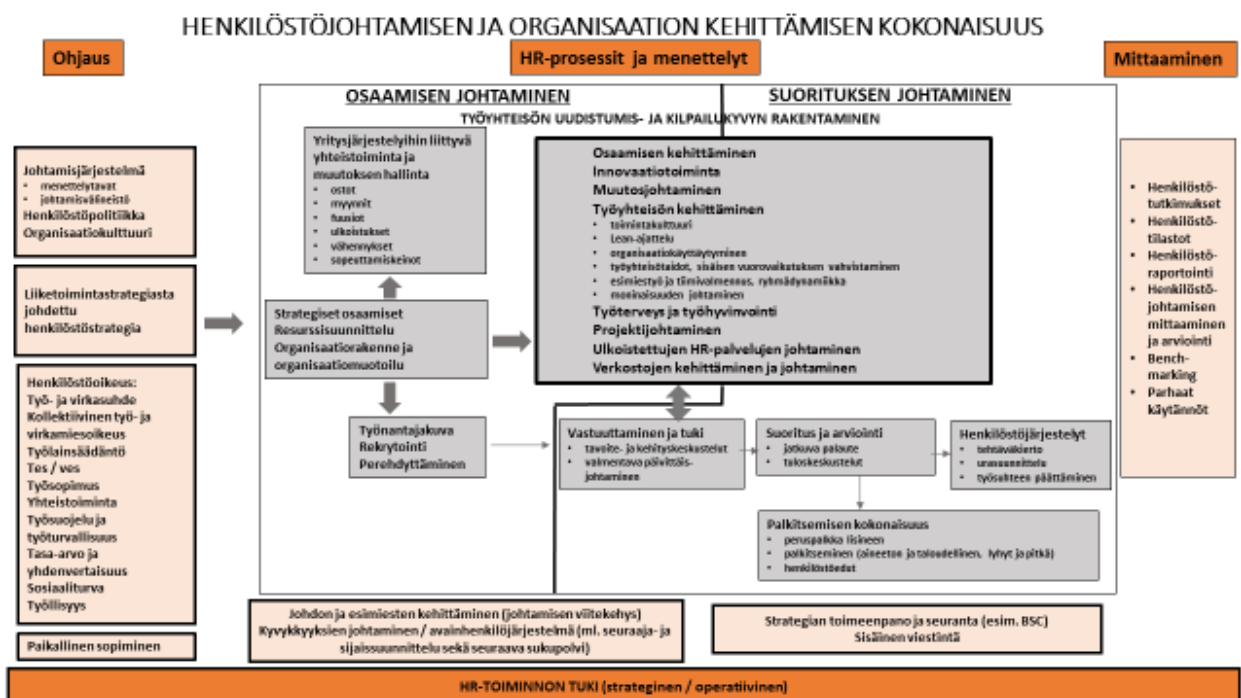 HENKILÖSTÖJOHTAMISEN JA ORGANISAATION KEHITTÄMISEN KOKONAISUUS
Ohjaus
HR-prosessit ja menettelyt
Mittaaminen
OSAAMISEN JOHTAMINEN
SUORITUKSEN JOHTAMINEN
TYÖYHTEISÖN UUDISTUMIS- JA KILPAILUKYVYN RAKENTAMINEN
Johtamisjärjestelmä
• menettelytavat
• johtamisvälineistö
Henkilöstöpolitiikka
Organisaatiokulttuuri
Liiketoimintastrategiasta
johdettu
henkilöstöstrategia
Henkilöstöoikeus:
Työ- ja virkasuhde
Kollektiivinen työ- ja
virkamiesoikeus
Työlainsäädäntö
Tes / ves
Työsopimus
Yhteistoiminta
Työsuojelu ja
työturvallisuus
Tasa-arvo ja
yhdenvertaisuus
Sosiaaliturva
Työllisyys
Paikallinen sopiminen
Yritysjärjestelyihin liittyvä
yhteistoiminta ja
muutoksen hallinta
• ostot
• myynnit
• fuusiot
• ulkoistukset
• vähennykset
• sopeuttamiskeinot
Strategiset osaamiset
Resurssisuunnittelu
Organisaatiorakenne ja
organisaatiomuotoilu
Työnantajakuva
Rekrytointi
Perehdyttäminen
Osaamisen kehittäminen
Innovaatiotoiminta
Muutosjohtaminen
Työyhteisön kehittäminen
• toimintakulttuuri
• Lean-ajattelu
• organisaatiokäyttäytyminen
• työyhteisötaidot, sisäisen vuorovaikutuksen vahvistaminen
• esimiestyö ja tiimivalmennus, ryhmädynamiikka
• moninaisuuden johtaminen
Työterveys ja työhyvinvointi
Projektijohtaminen
Ulkoistettujen HR-palvelujen johtaminen
Verkostojen kehittäminen ja johtaminen
Vastuuttaminen ja tuki
• tavoite- ja kehityskeskustelut
• valmentava päivittäis-
johtaminen
Suoritus ja arviointi
• jatkuva palaute
• tuloskeskustelut
Henkilöstöjärjestelyt
• tehtäväkierto
• urasuunnittelu
• työsuhteen päättäminen
Palkitsemisen kokonaisuus
• peruspalkka lisineen
• palkitseminen (aineeton ja taloudellinen, lyhyt ja pitkä)
• henkilöstöedut
• Henkilöstö-
tutkimukset
• Henkilöstö-
tilastot
• Henkilöstö-
raportointi
• Henkilöstö-
johtamisen
mittaaminen
ja arviointi
• Bench-
marking
• Parhaat
käytännöt
Johdon ja esimiesten kehittäminen (johtamisen viitekehys)
Kyvykkyyksien johtaminen / avainhenkilöjärjestelmä (ml. seuraaja- ja
sijaissuunnittelu sekä seuraava sukupolvi)
Strategian toimeenpano ja seuranta (esim. BSC)
Sisäinen viestintä
HR-TOIMINNON TUKI (strateginen / operatiivinen)